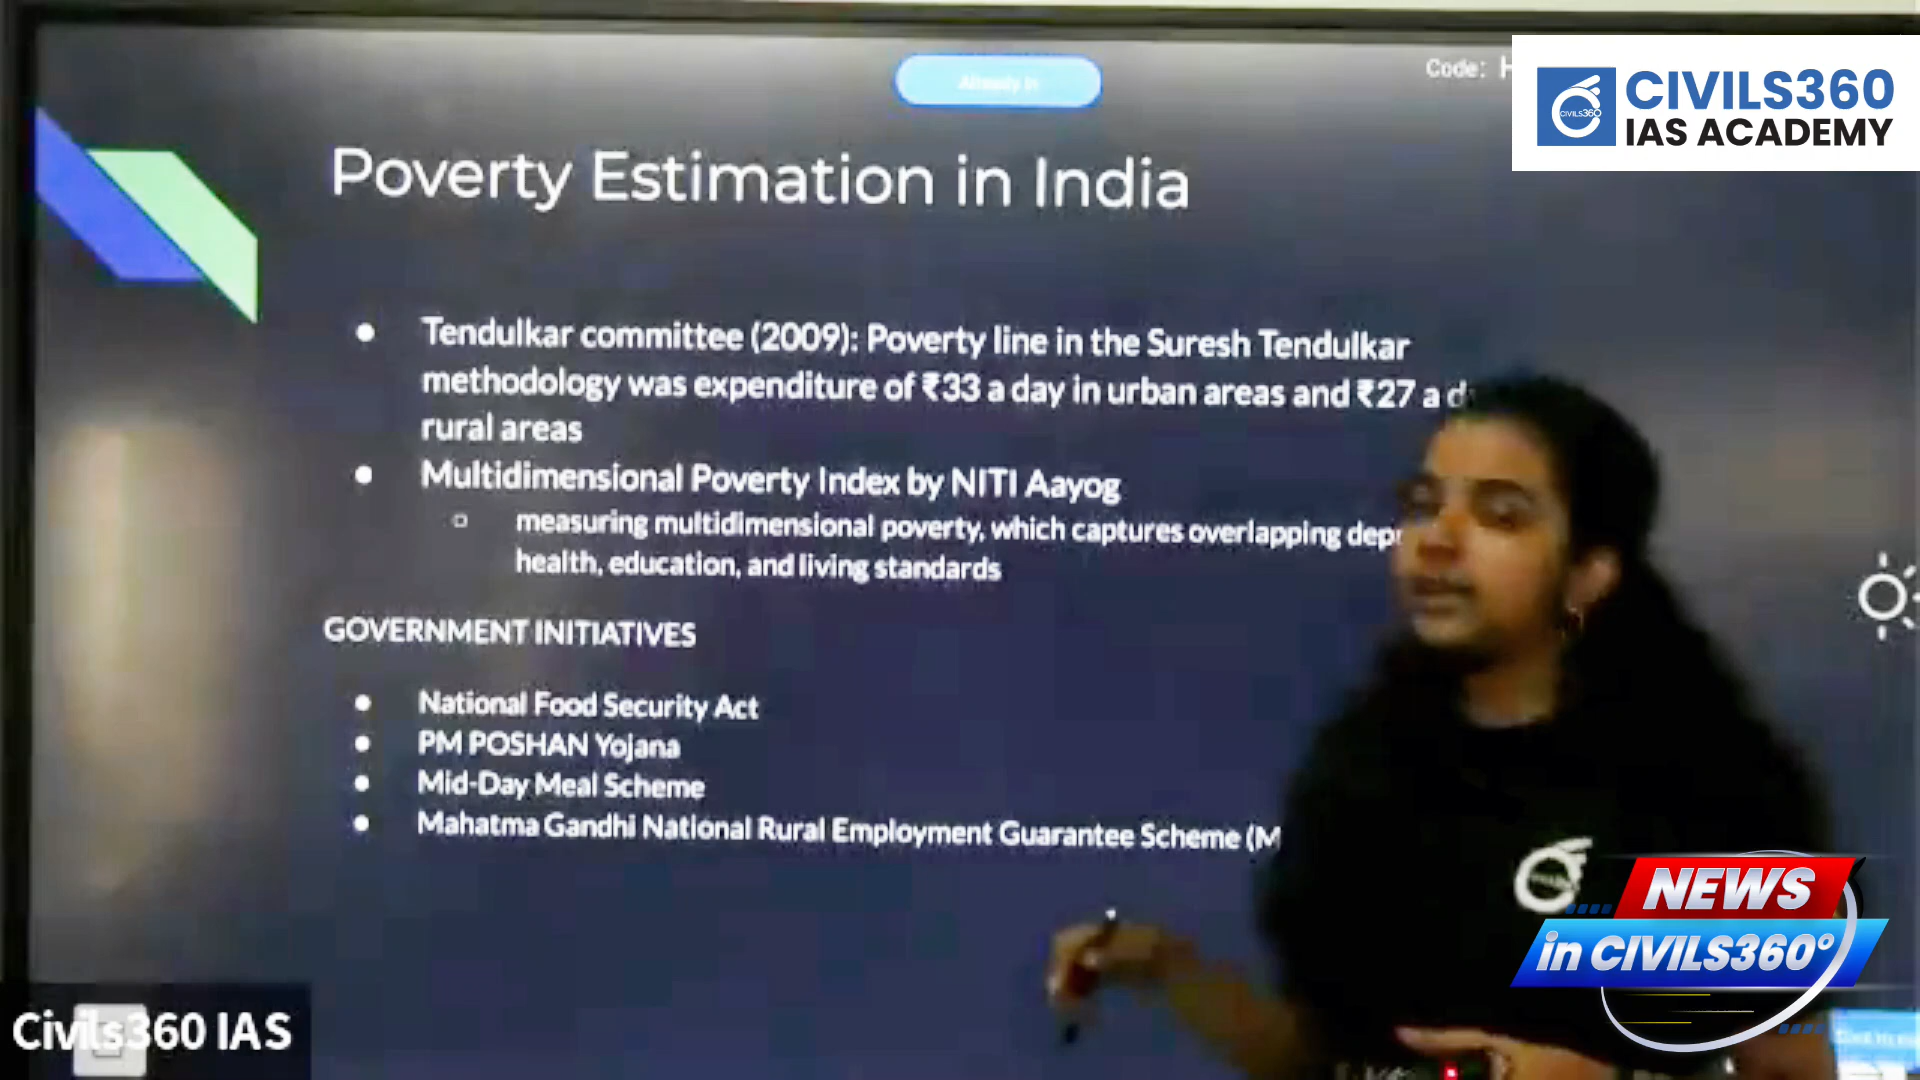 Code: H
CIVILS360
IAS ACADEMY
CIVILS360
Poverty Estimation in India
● Tendulkar committee (2009): Poverty line in the Suresh Tendulkar
methodology was expenditure of ₹33 a day in urban areas and ₹27 a d
rural areas
● Multidimensional Poverty Index by NITI Aayog
measuring multidimensional poverty, which captures overlapping dep
health, education, and living standards
GOVERNMENT INITIATIVES
● National Food Security Act
● PM POSHAN Yojana
● Mid-Day Meal Scheme
● Mahatma Gandhi National Rural Employment Guarantee Scheme (M
NEWS
in CIVILS360°
Civils360 IAS